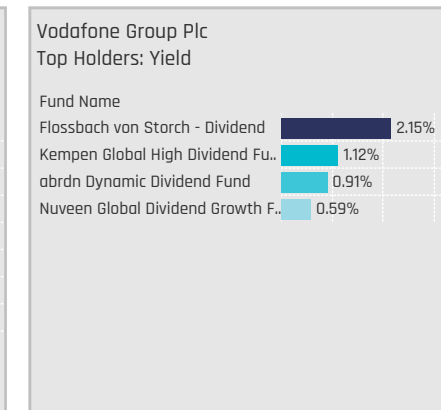 Vodafone Group Plc
Top Holders: Yield
Fund Name
Flossbach von Storch - Dividend 2.15%
Kempen Global High Dividend Fu.. 1.12%
abrdn Dynamic Dividend Fund 0.91%
Nuveen Global Dividend Growth F.. 0.59%